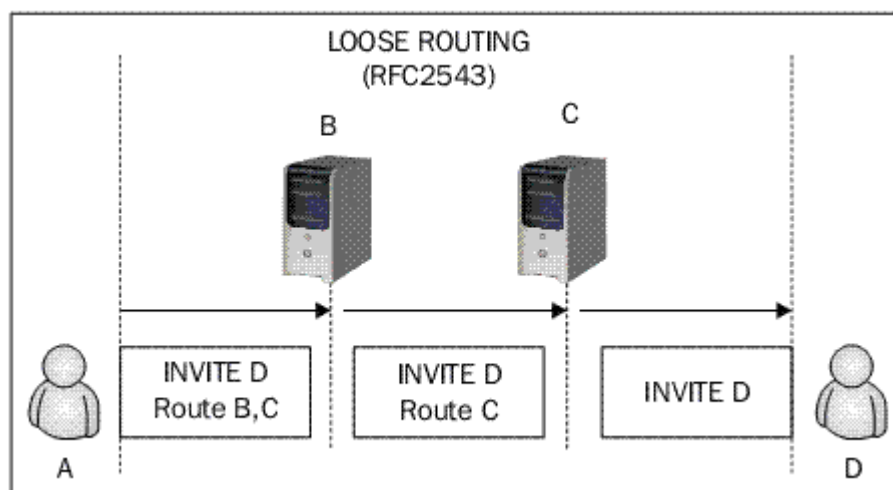 LOOSE ROUTING
(RFC2543)
B
C
INVITE D
Route B,C
INVITE D
Route C
INVITE D
A
D